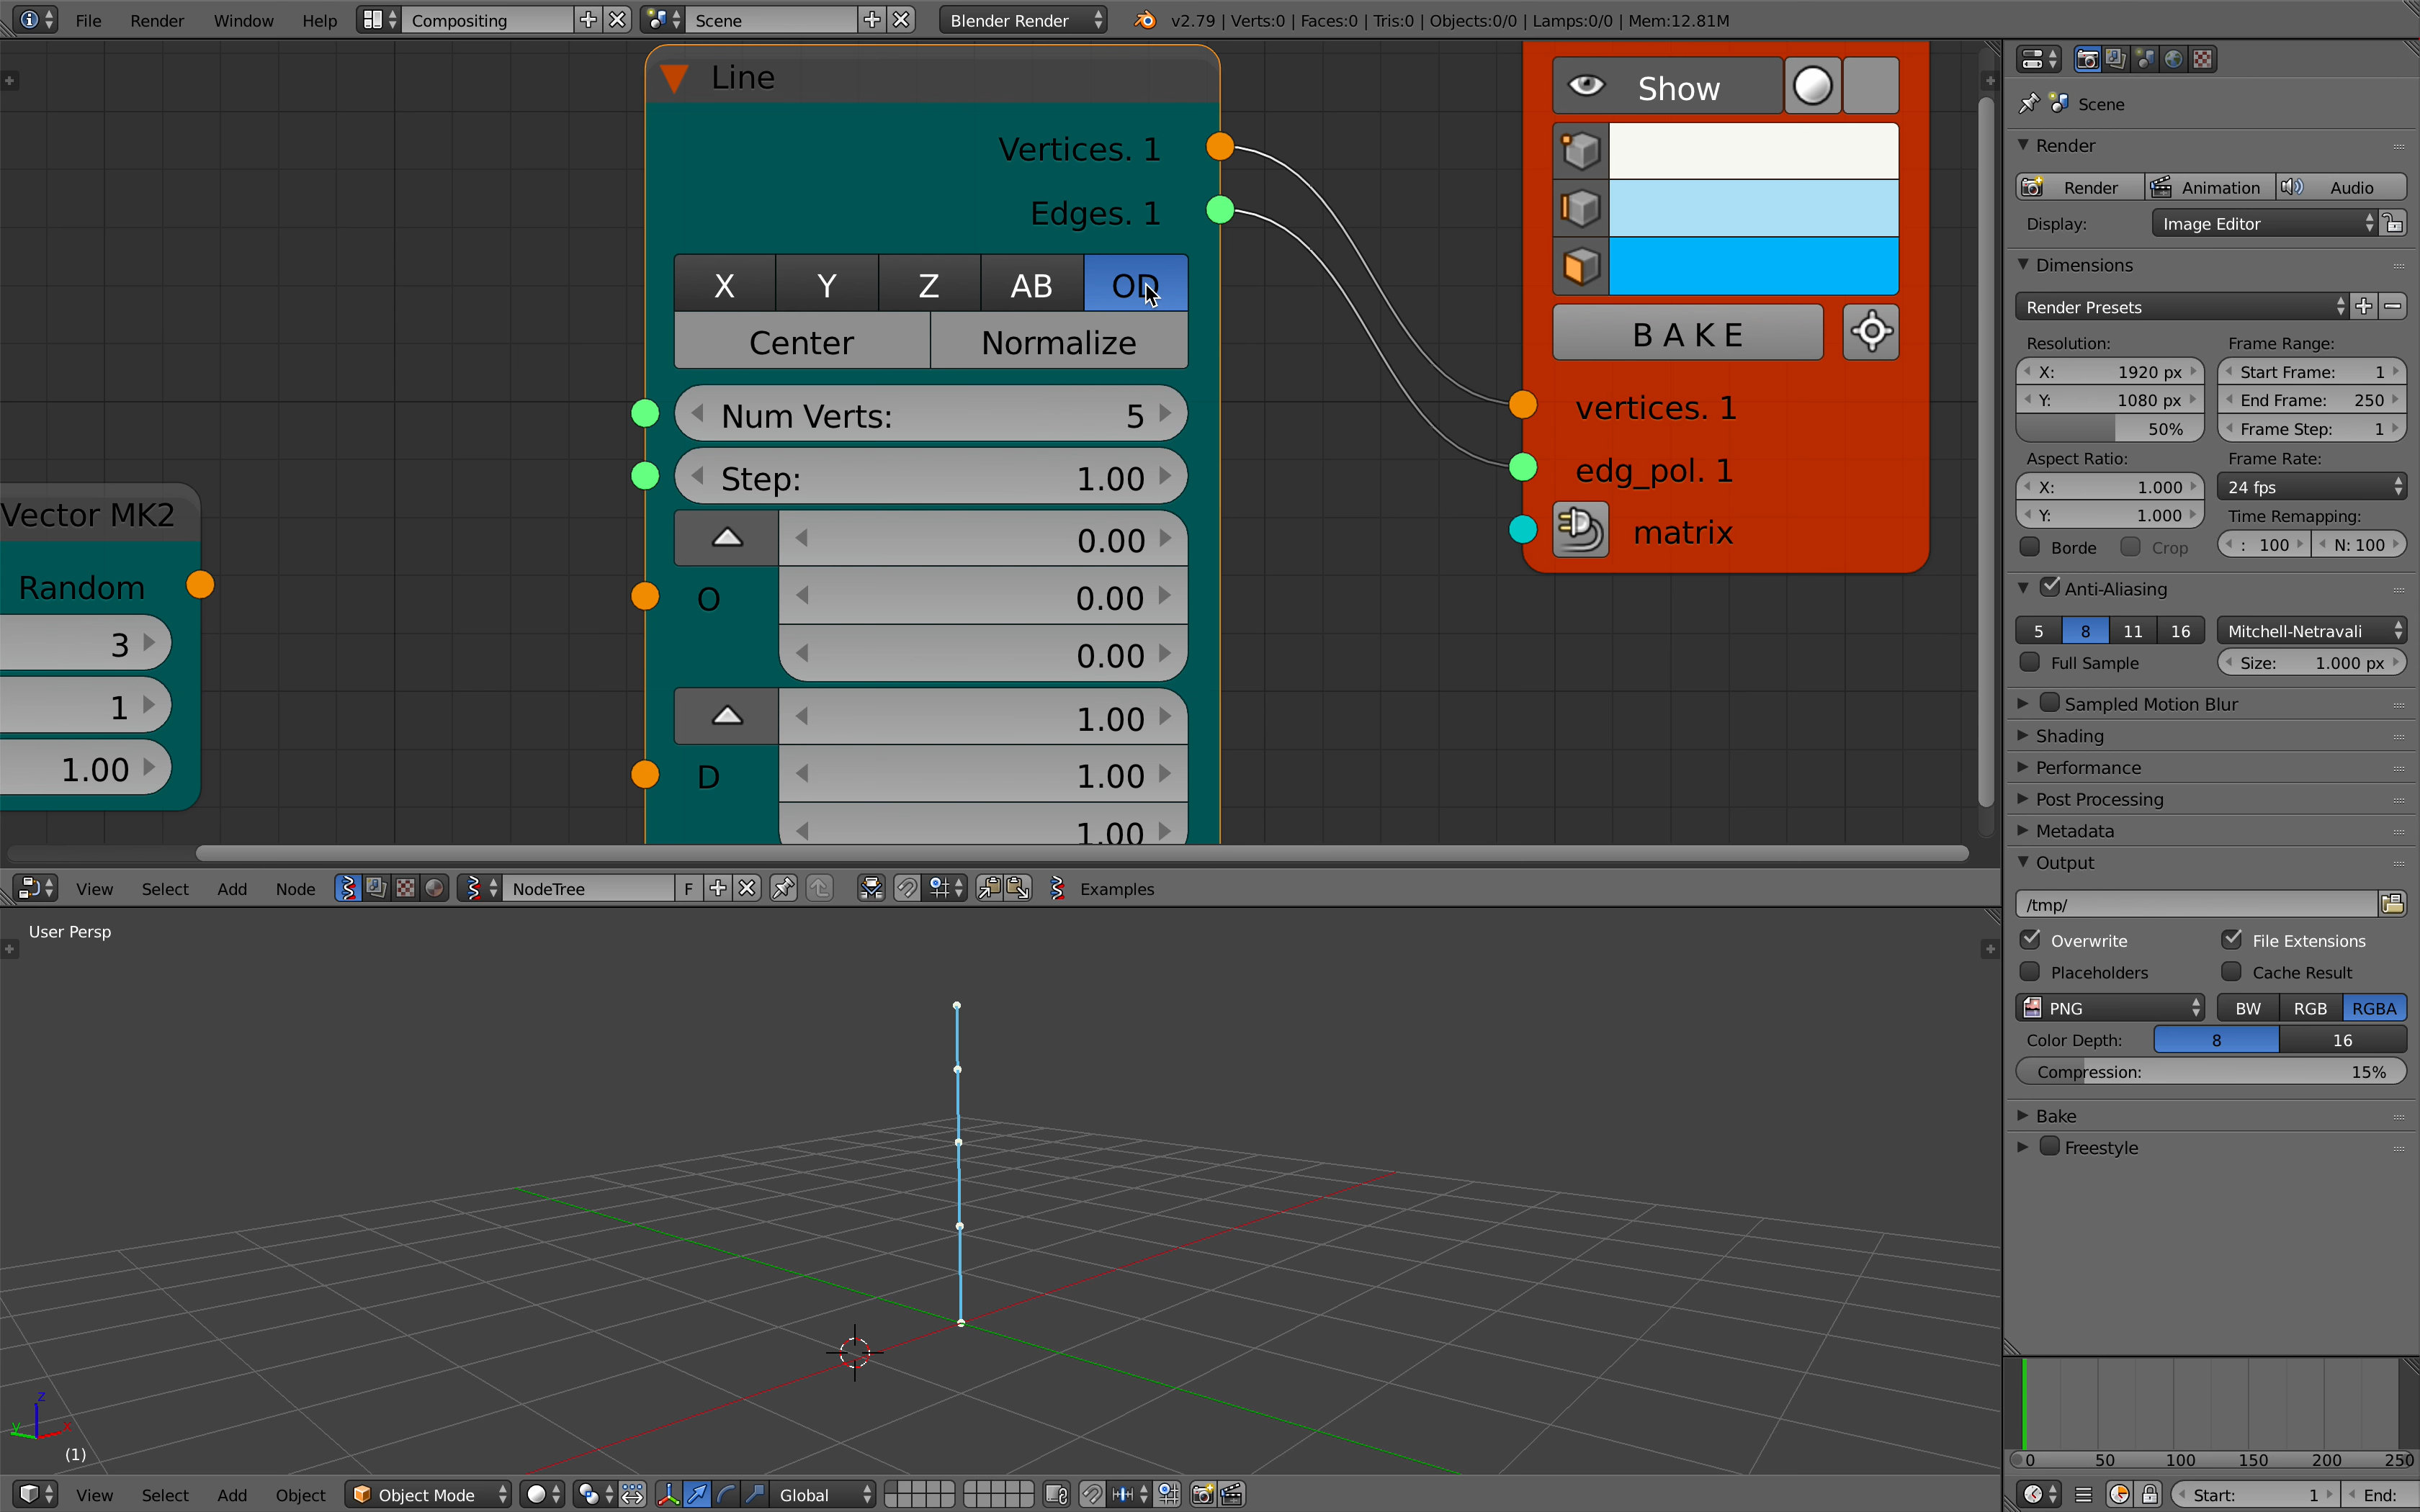 File Render Window Help Compositing Scene Blender Render v2.79 | Verts:0 | Faces:0 | Tris:0 | Objects:0/0 | Lamps:0/0 | Mem:12.81M
Line
Vertices. 1
Edges. 1
X Y Z AB OD
Center Normalize
Num Verts: 5
Step: 1.00
0.00
O 0.00
0.00
1.00
D 1.00
1.00
Vector MK2
Random
3
1
1.00
Show
B A K E
vertices. 1
edg_pol. 1
matrix
View Select Add Node NodeTree F Examples
User Persp
z
y x
(1)
View Select Add Object Object Mode Global
Scene
Render
Render Animation Audio
Display: Image Editor
Dimensions
Render Presets
Resolution: Frame Range:
X: 1920 px Start Frame: 1
Y: 1080 px End Frame: 250
50% Frame Step: 1
Aspect Ratio: Frame Rate:
X: 1.000 24 fps
Y: 1.000 Time Remapping:
Borde Crop : 100 N: 100
Anti-Aliasing
5 8 11 16 Mitchell-Netravali
Full Sample Size: 1.000 px
Sampled Motion Blur
Shading
Performance
Post Processing
Metadata
Output
/tmp/
Overwrite File Extensions
Placeholders Cache Result
PNG BW RGB RGBA
Color Depth: 8 16
Compression: 15%
Bake
Freestyle
0 50 100 150 200 250
Start: 1 End: